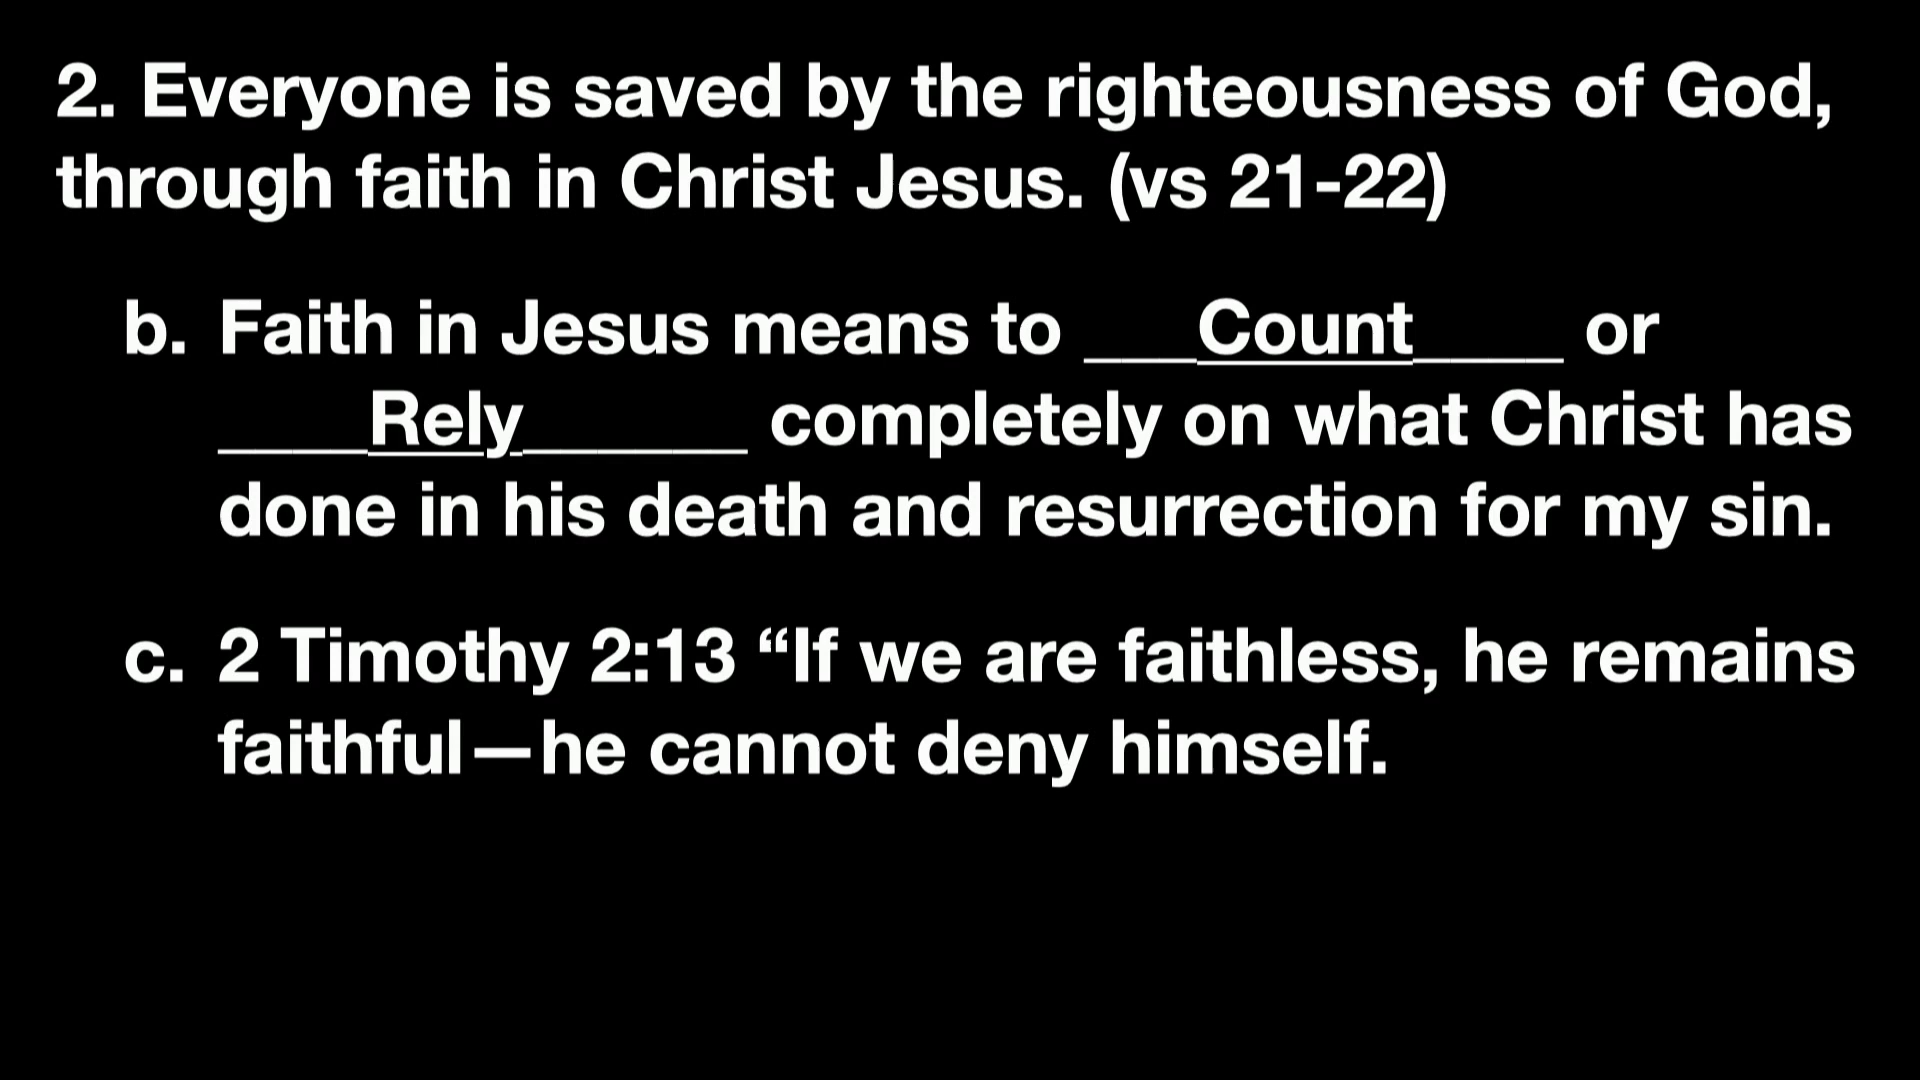 2. Everyone is saved by the righteousness of God,
through faith in Christ Jesus. (vs 21-22)
b. Faith in Jesus means to ___Count____ or
____Rely______ completely on what Christ has
done in his death and resurrection for my sin.
c. 2 Timothy 2:13 “If we are faithless, he remains
faithful—he cannot deny himself.